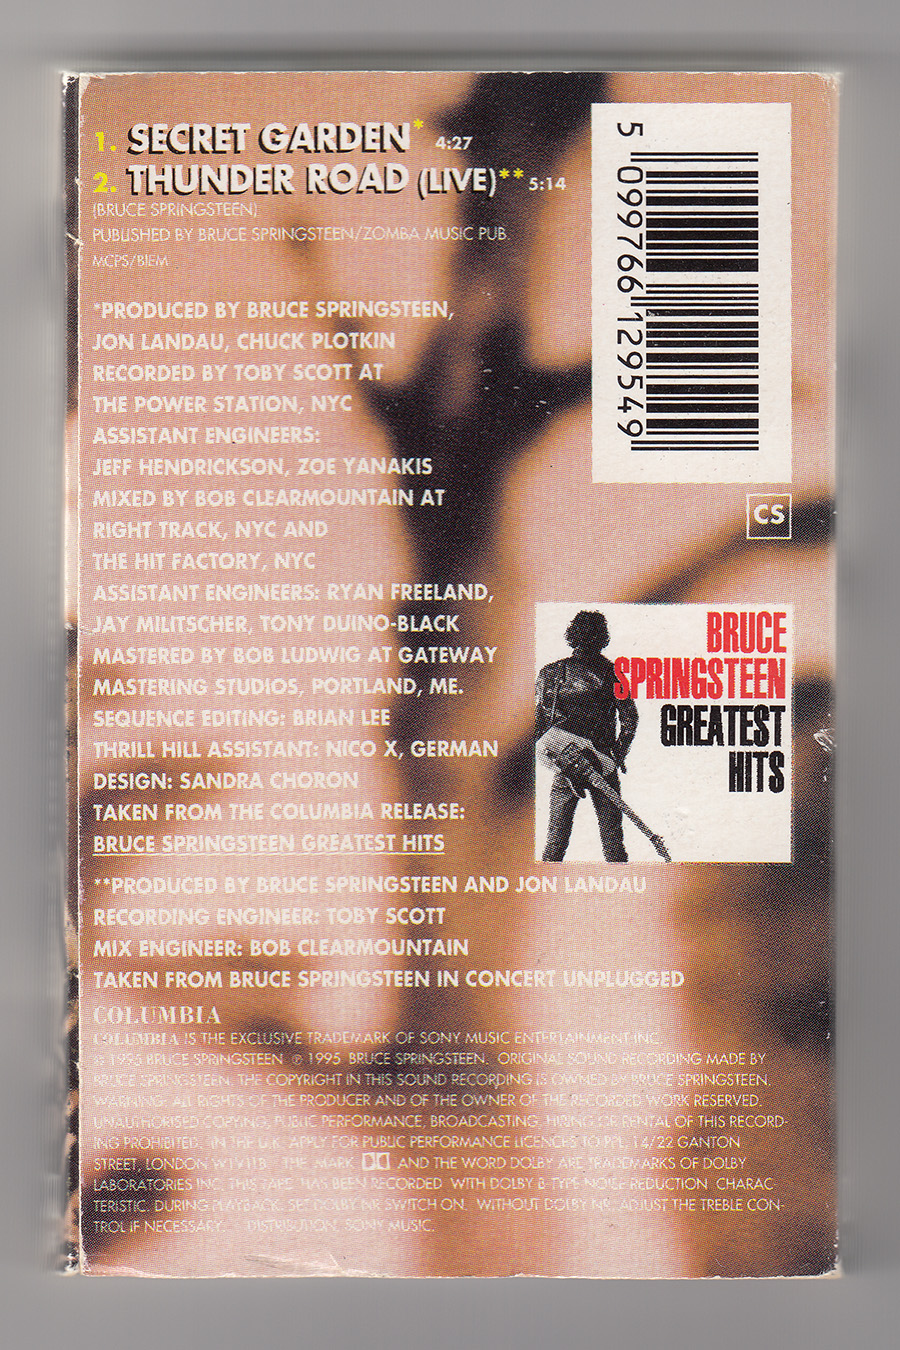 1. SECRET GARDEN* 4:27
2. THUNDER ROAD (LIVE)** 5:14
(BRUCE SPRINGSTEEN)
PUBLISHED BY BRUCE SPRINGSTEEN/ZOMBA MUSIC PUB.
MCPS/BIEM
*PRODUCED BY BRUCE SPRINGSTEEN,
JON LANDAU, CHUCK PLOTKIN
RECORDED BY TOBY SCOTT AT
THE POWER STATION, NYC
ASSISTANT ENGINEERS:
JEFF HENDRICKSON, ZOE YANAKIS
MIXED BY BOB CLEARMOUNTAIN AT
RIGHT TRACK, NYC AND
THE HIT FACTORY, NYC
ASSISTANT ENGINEERS: RYAN FREELAND,
JAY MILITSCHER, TONY DUINO-BLACK
MASTERED BY BOB LUDWIG AT GATEWAY
MASTERING STUDIOS, PORTLAND, ME.
SEQUENCE EDITING: BRIAN LEE
THRILL HILL ASSISTANT: NICO X, GERMAN
DESIGN: SANDRA CHORON
TAKEN FROM THE COLUMBIA RELEASE:
BRUCE SPRINGSTEEN GREATEST HITS
**PRODUCED BY BRUCE SPRINGSTEEN AND JON LANDAU
RECORDING ENGINEER: TOBY SCOTT
MIX ENGINEER: BOB CLEARMOUNTAIN
TAKEN FROM BRUCE SPRINGSTEEN IN CONCERT UNPLUGGED
COLUMBIA
COLUMBIA IS THE EXCLUSIVE TRADEMARK OF SONY MUSIC ENTERTAINMENT INC.
© 1995 BRUCE SPRINGSTEEN ℗ 1995 BRUCE SPRINGSTEEN. ORIGINAL SOUND RECORDING MADE BY
BRUCE SPRINGSTEEN. THE COPYRIGHT IN THIS SOUND RECORDING IS OWNED BY BRUCE SPRINGSTEEN.
WARNING: ALL RIGHTS OF THE PRODUCER AND OF THE OWNER OF THE RECORDED WORK RESERVED.
UNAUTHORISED COPYING, PUBLIC PERFORMANCE, BROADCASTING, HIRING OR RENTAL OF THIS RECORD-
ING PROHIBITED. IN THE U.K. APPLY FOR PUBLIC PERFORMANCE LICENCES TO PPL, 14/22 GANTON
STREET, LONDON W1V 1LB. THE MARK AND THE WORD DOLBY ARE TRADEMARKS OF DOLBY
LABORATORIES INC. THIS TAPE HAS BEEN RECORDED WITH DOLBY B-TYPE NOISE REDUCTION CHARAC-
TERISTIC. DURING PLAYBACK, SET DOLBY NR SWITCH ON. WITHOUT DOLBY NR, ADJUST THE TREBLE CON-
TROL IF NECESSARY. DISTRIBUTION: SONY MUSIC.
5 099766 129549
CS
BRUCE
SPRINGSTEEN
GREATEST
HITS